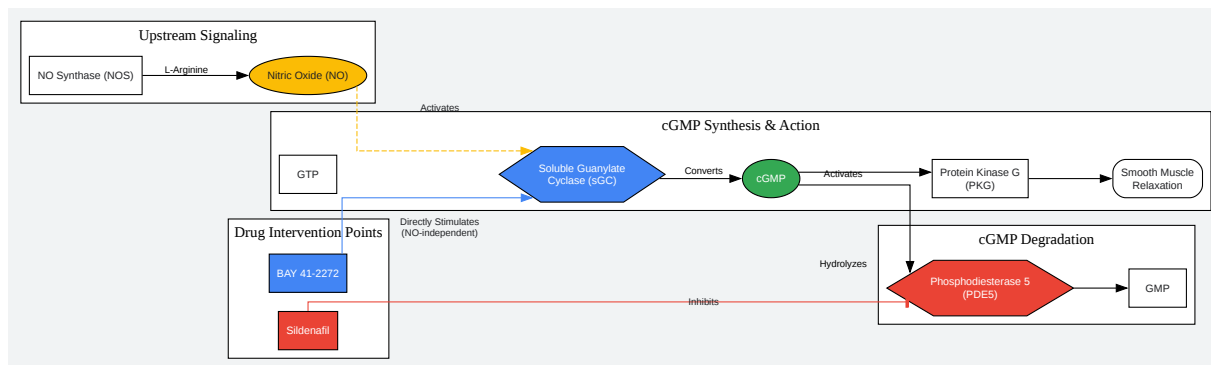 Upstream Signaling
NO Synthase (NOS)
L-Arginine
Nitric Oxide (NO)
Activates
cGMP Synthesis & Action
GTP
Soluble Guanylate
Cyclase (sGC)
Converts
cGMP
Activates
Protein Kinase G
(PKG)
Smooth Muscle
Relaxation
Drug Intervention Points
Directly Stimulates
(NO-independent)
BAY 41-2272
Sildenafil
Inhibits
Hydrolyzes
cGMP Degradation
Phosphodiesterase 5
(PDE5)
GMP